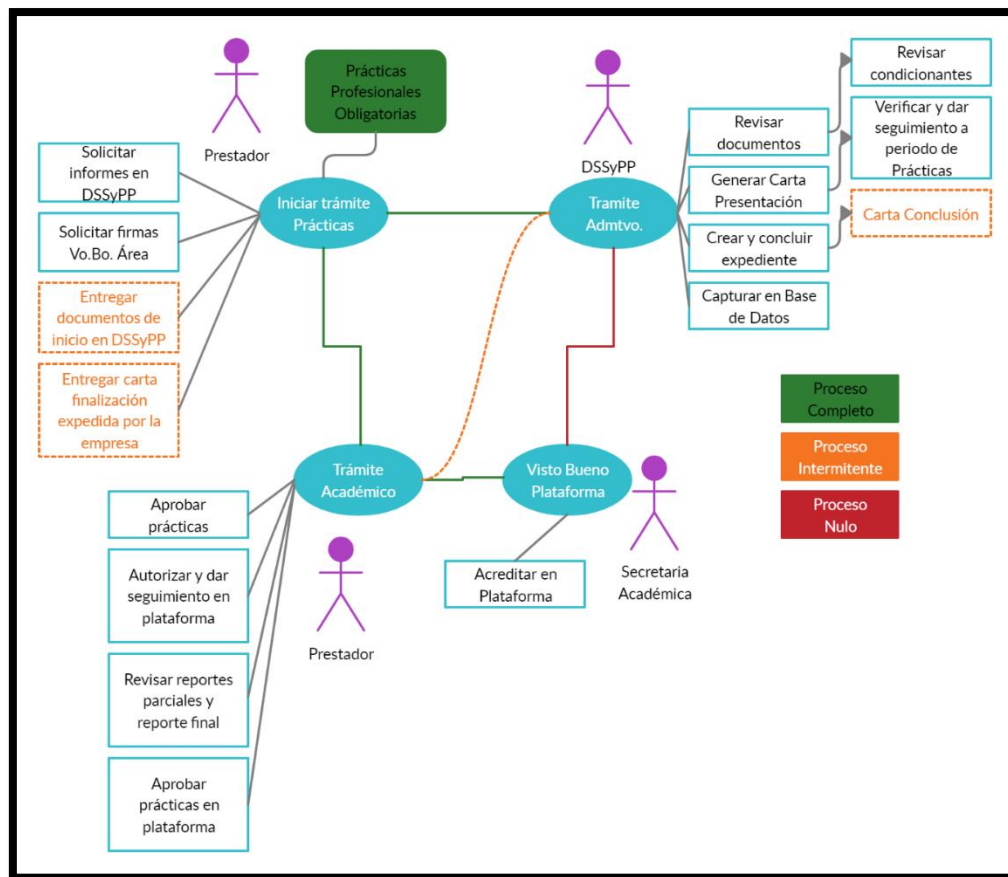 Prácticas
Profesionales
Obligatorias
Prestador
DSSyPP
Revisar
condicionantes
Revisar
documentos
Verificar y dar
seguimiento a
periodo de
Prácticas
Solicitar
informes en
DSSyPP
Iniciar trámite
Prácticas
Tramite
Admtvo.
Generar Carta
Presentación
Solicitar firmas
Vo.Bo. Área
Crear y concluir
expediente
Carta Conclusión
Entregar
documentos de
inicio en DSSyPP
Capturar en Base
de Datos
Entregar carta
finalización
expedida por la
empresa
Proceso
Completo
Proceso
Intermitente
Proceso
Nulo
Trámite
Académico
Visto Bueno
Plataforma
Aprobar
prácticas
Acreditar en
Plataforma
Secretaria
Académica
Autorizar y dar
seguimiento en
plataforma
Prestador
Revisar reportes
parciales y
reporte final
Aprobar
prácticas en
plataforma